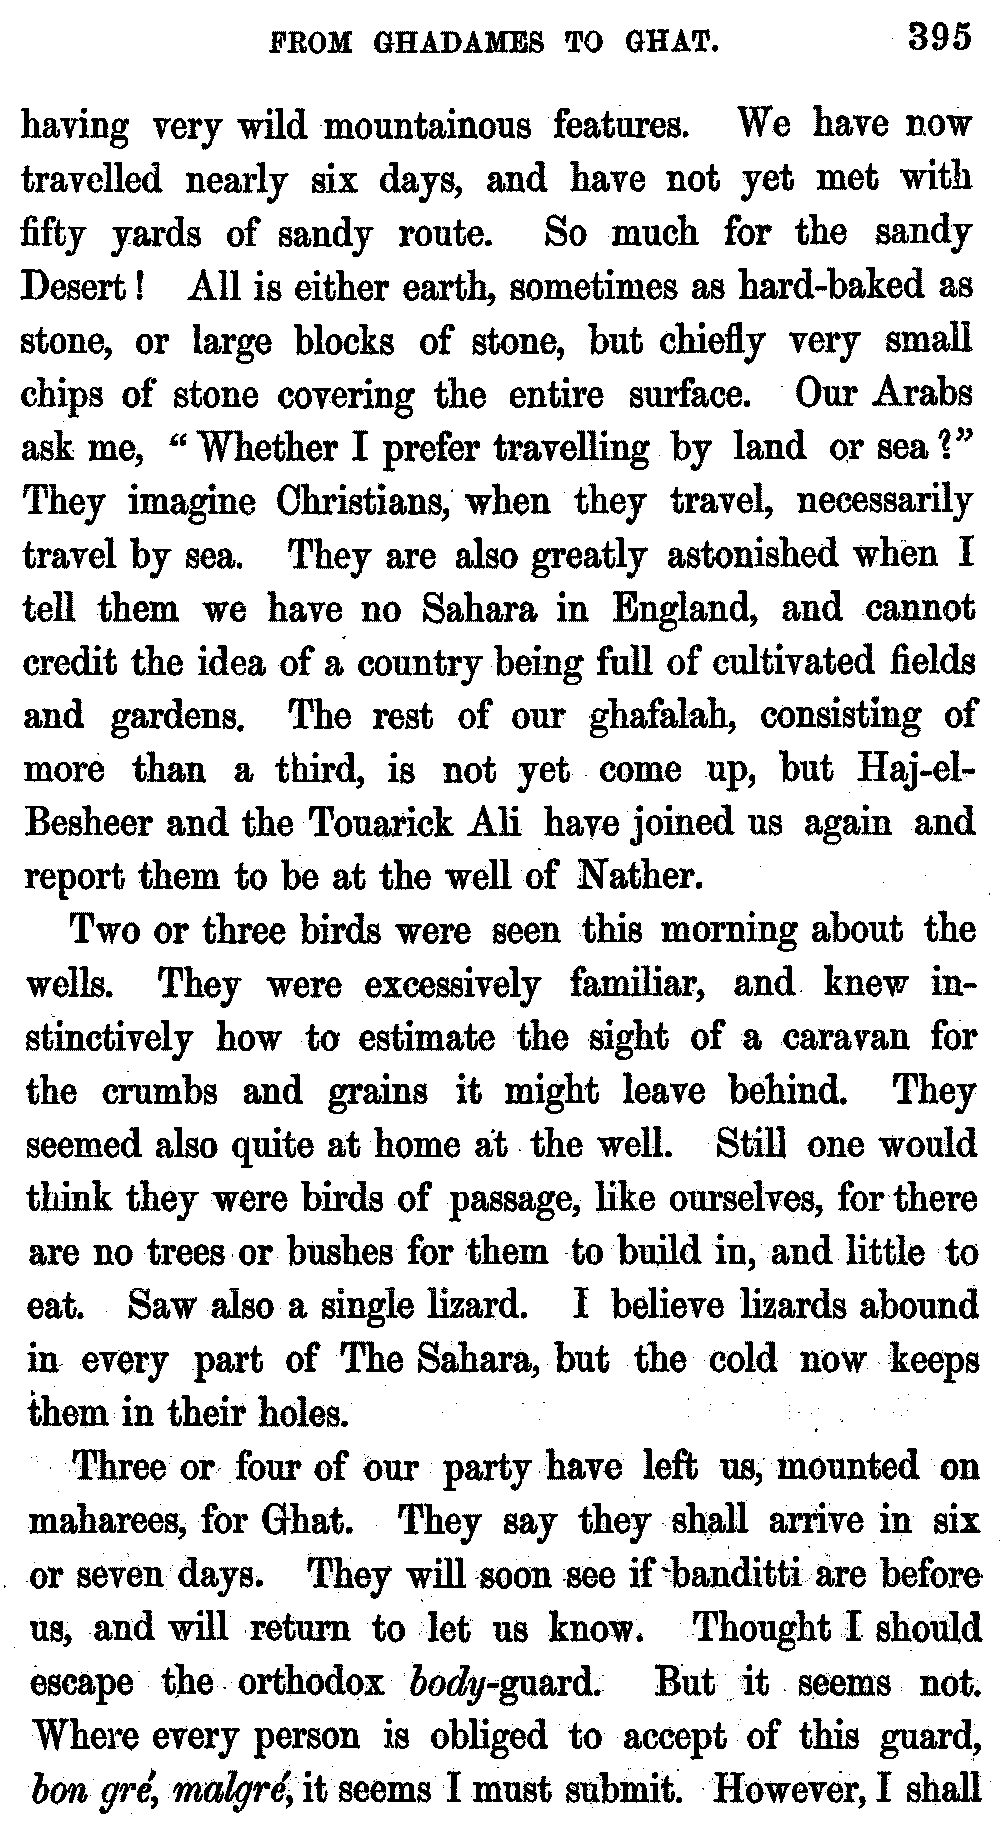 FROM GHADAMES TO GHAT. 395
having very wild mountainous features. We have now
travelled nearly six days, and have not yet met with
fifty yards of sandy route. So much for the sandy
Desert! All is either earth, sometimes as hard-baked as
stone, or large blocks of stone, but chiefly very small
chips of stone covering the entire surface. Our Arabs
ask me, “Whether I prefer travelling by land or sea?”
They imagine Christians, when they travel, necessarily
travel by sea. They are also greatly astonished when I
tell them we have no Sahara in England, and cannot
credit the idea of a country being full of cultivated fields
and gardens. The rest of our ghafalah, consisting of
more than a third, is not yet come up, but Haj-el-
Besheer and the Touarick Ali have joined us again and
report them to be at the well of Nather.
Two or three birds were seen this morning about the
wells. They were excessively familiar, and knew in-
stinctively how to estimate the sight of a caravan for
the crumbs and grains it might leave behind. They
seemed also quite at home at the well. Still one would
think they were birds of passage, like ourselves, for there
are no trees or bushes for them to build in, and little to
eat. Saw also a single lizard. I believe lizards abound
in every part of The Sahara, but the cold now keeps
them in their holes.
Three or four of our party have left us, mounted on
maharees, for Ghat. They say they shall arrive in six
or seven days. They will soon see if banditti are before
us, and will return to let us know. Thought I should
escape the orthodox body-guard. But it seems not.
Where every person is obliged to accept of this guard,
bon gré, malgré, it seems I must submit. However, I shall